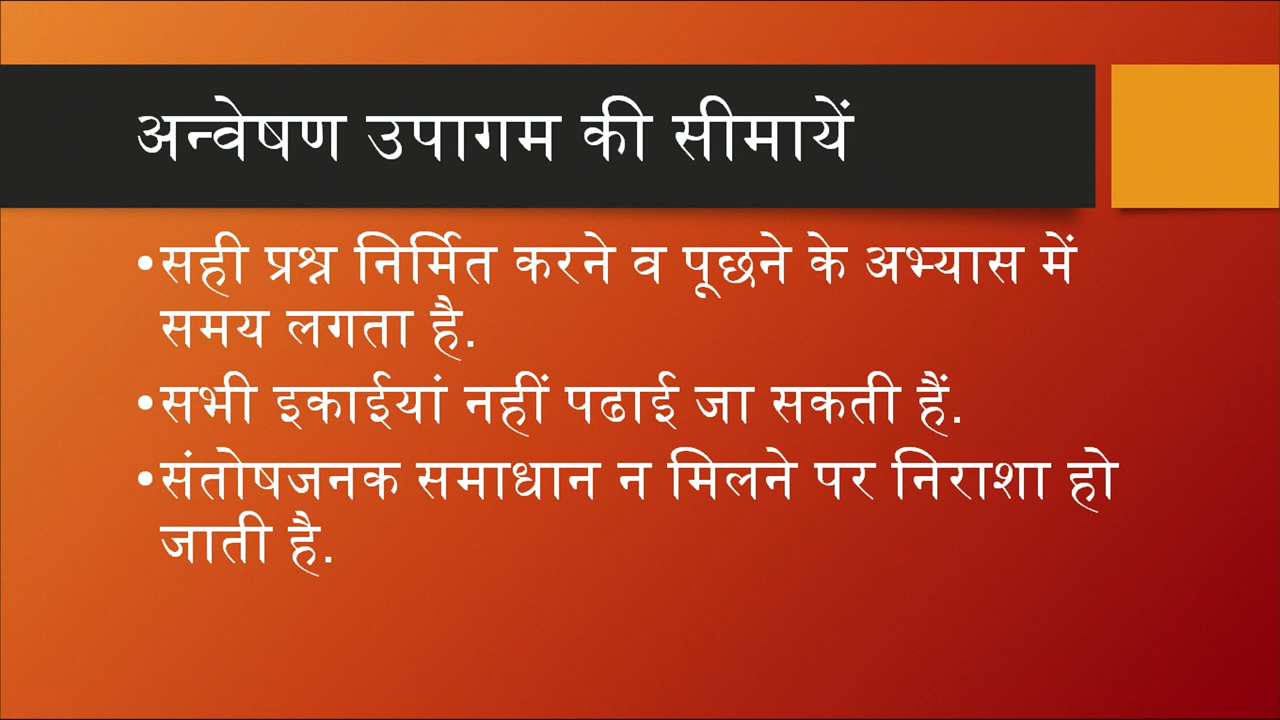 अन्वेषण उपागम की सीमायें
•सही प्रश्न निर्मित करने व पूछने के अभ्यास में
समय लगता है.
•सभी इकाईयां नहीं पढाई जा सकती हैं.
•संतोषजनक समाधान न मिलने पर निराशा हो
जाती है.